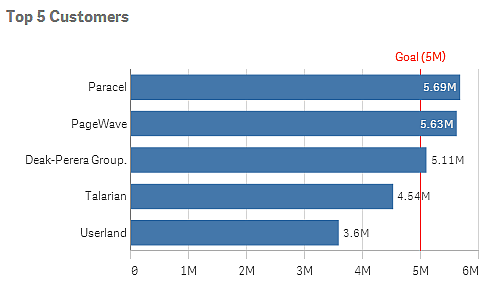 Top 5 Customers
Goal (5M)
Paracel 5.69M
PageWave 5.63M
Deak-Perera Group. 5.11M
Talarian 4.54M
Userland 3.6M
0 1M 2M 3M 4M 5M 6M